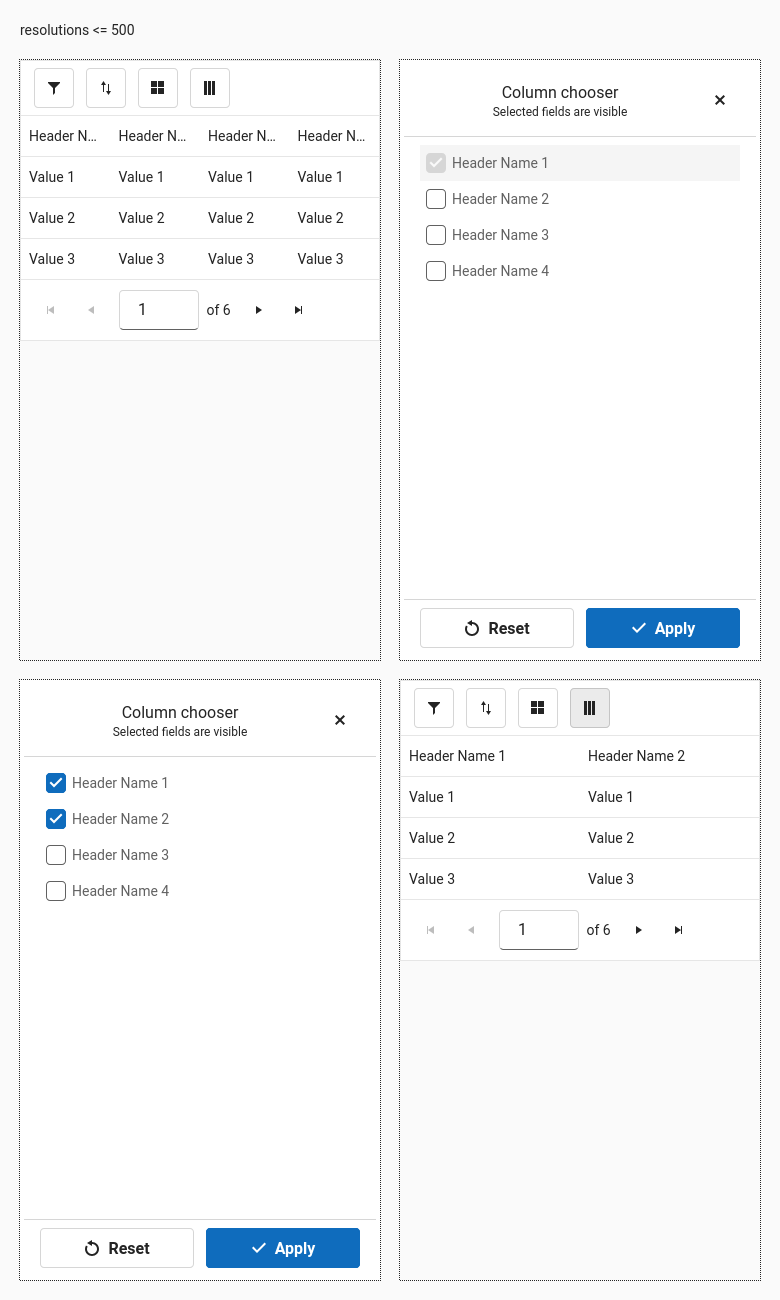 resolutions <= 500
Header N... Header N... Header N... Header N...
Value 1 Value 1 Value 1 Value 1
Value 2 Value 2 Value 2 Value 2
Value 3 Value 3 Value 3 Value 3
1 of 6
Column chooser
Selected fields are visible
Header Name 1
Header Name 2
Header Name 3
Header Name 4
Reset Apply
Column chooser
Selected fields are visible
Header Name 1
Header Name 2
Header Name 3
Header Name 4
Reset Apply
Header Name 1 Header Name 2
Value 1 Value 1
Value 2 Value 2
Value 3 Value 3
1 of 6